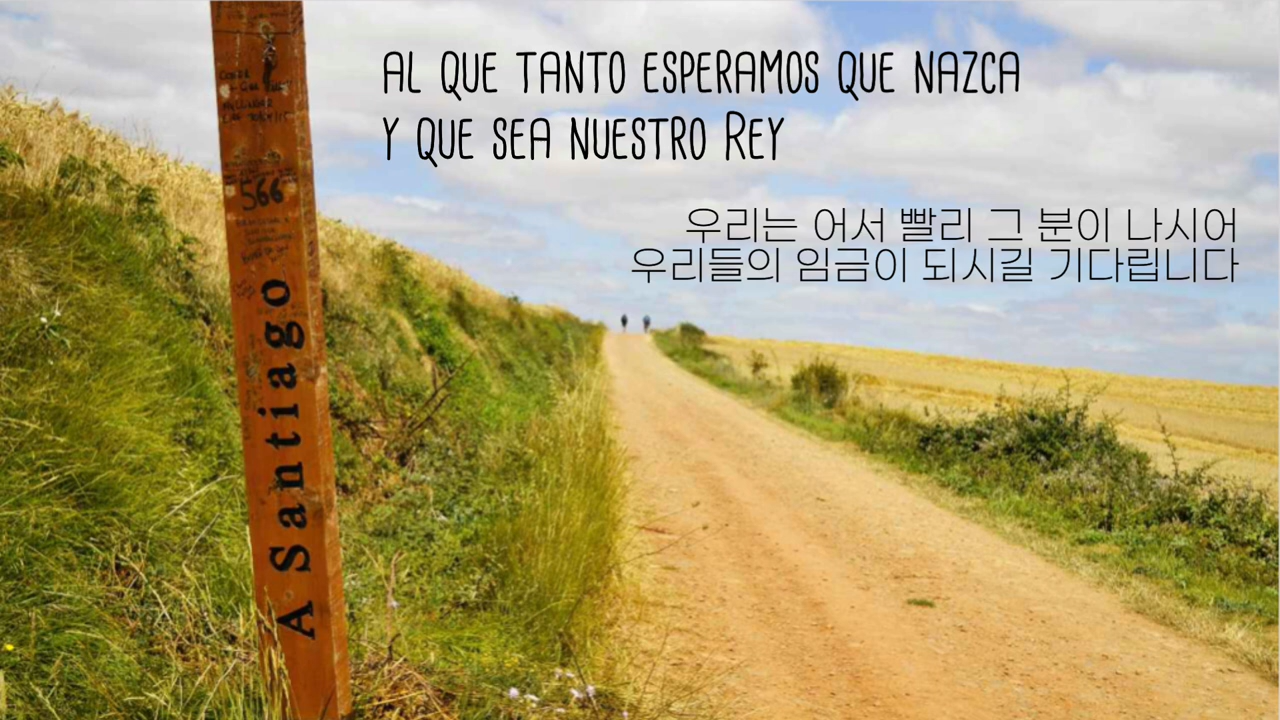 AL QUE TANTO ESPERAMOS QUE NAZCA
Y QUE SEA NUESTRO REY
우리는 어서 빨리 그 분이 나시어
우리들의 임금이 되시길 기다립니다
566
A Santiago